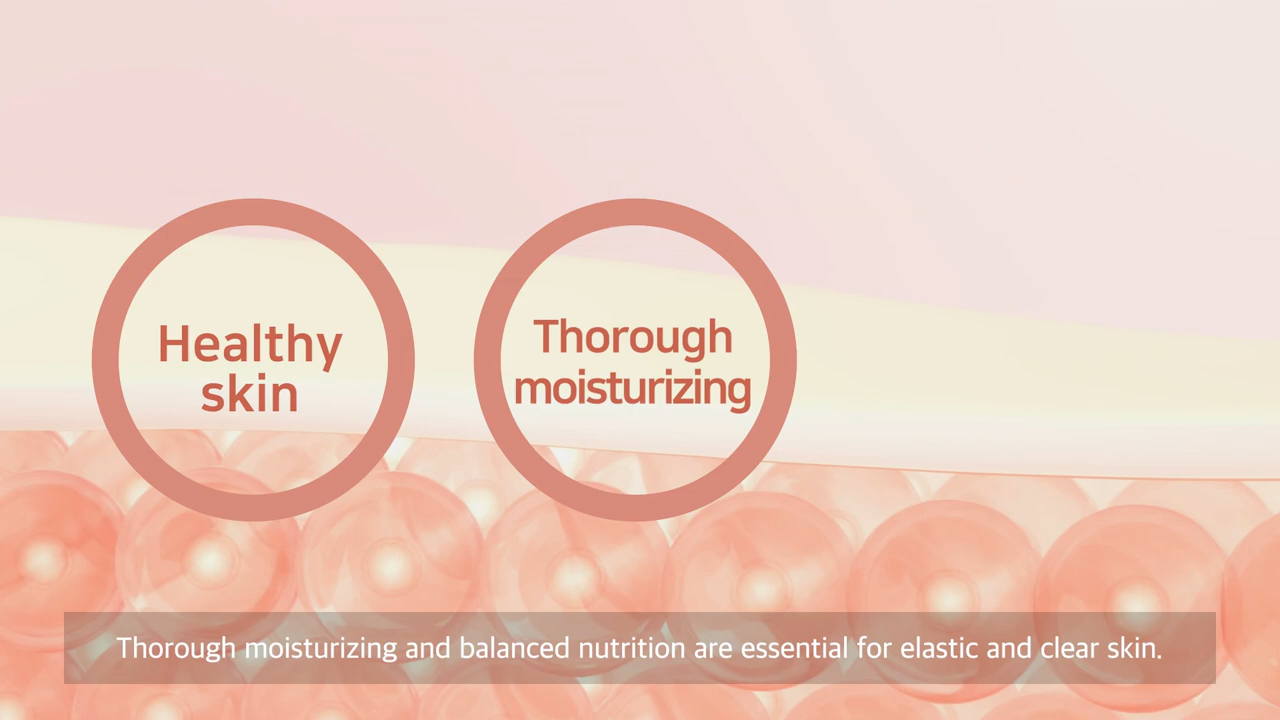 Healthy
skin
Thorough
moisturizing
Thorough moisturizing and balanced nutrition are essential for elastic and clear skin.